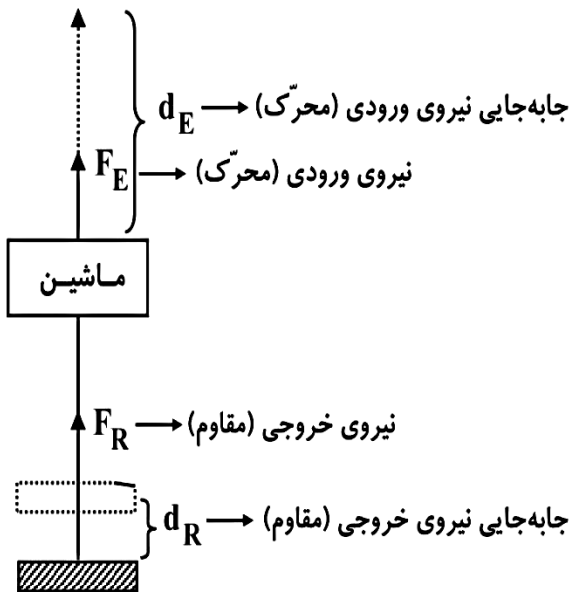 d_E → جابه‌جایی نیروی ورودی (محرّک)
F_E → نیروی ورودی (محرّک)
ماشین
F_R → نیروی خروجی (مقاوم)
d_R → جابه‌جایی نیروی خروجی (مقاوم)